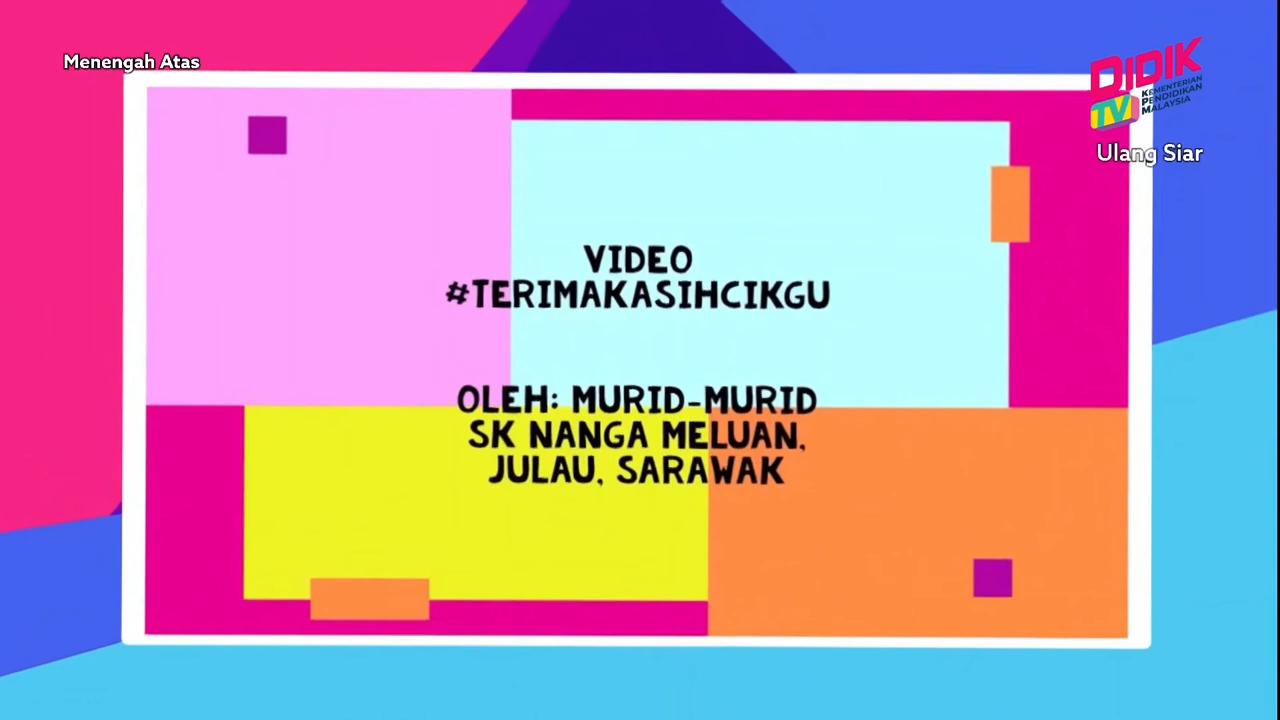 Menengah Atas
DIDIK
TV
KEMENTERIAN
PENDIDIKAN
MALAYSIA
Ulang Siar
VIDEO
#TERIMAKASIHCIKGU
OLEH: MURID-MURID
SK NANGA MELUAN,
JULAU, SARAWAK